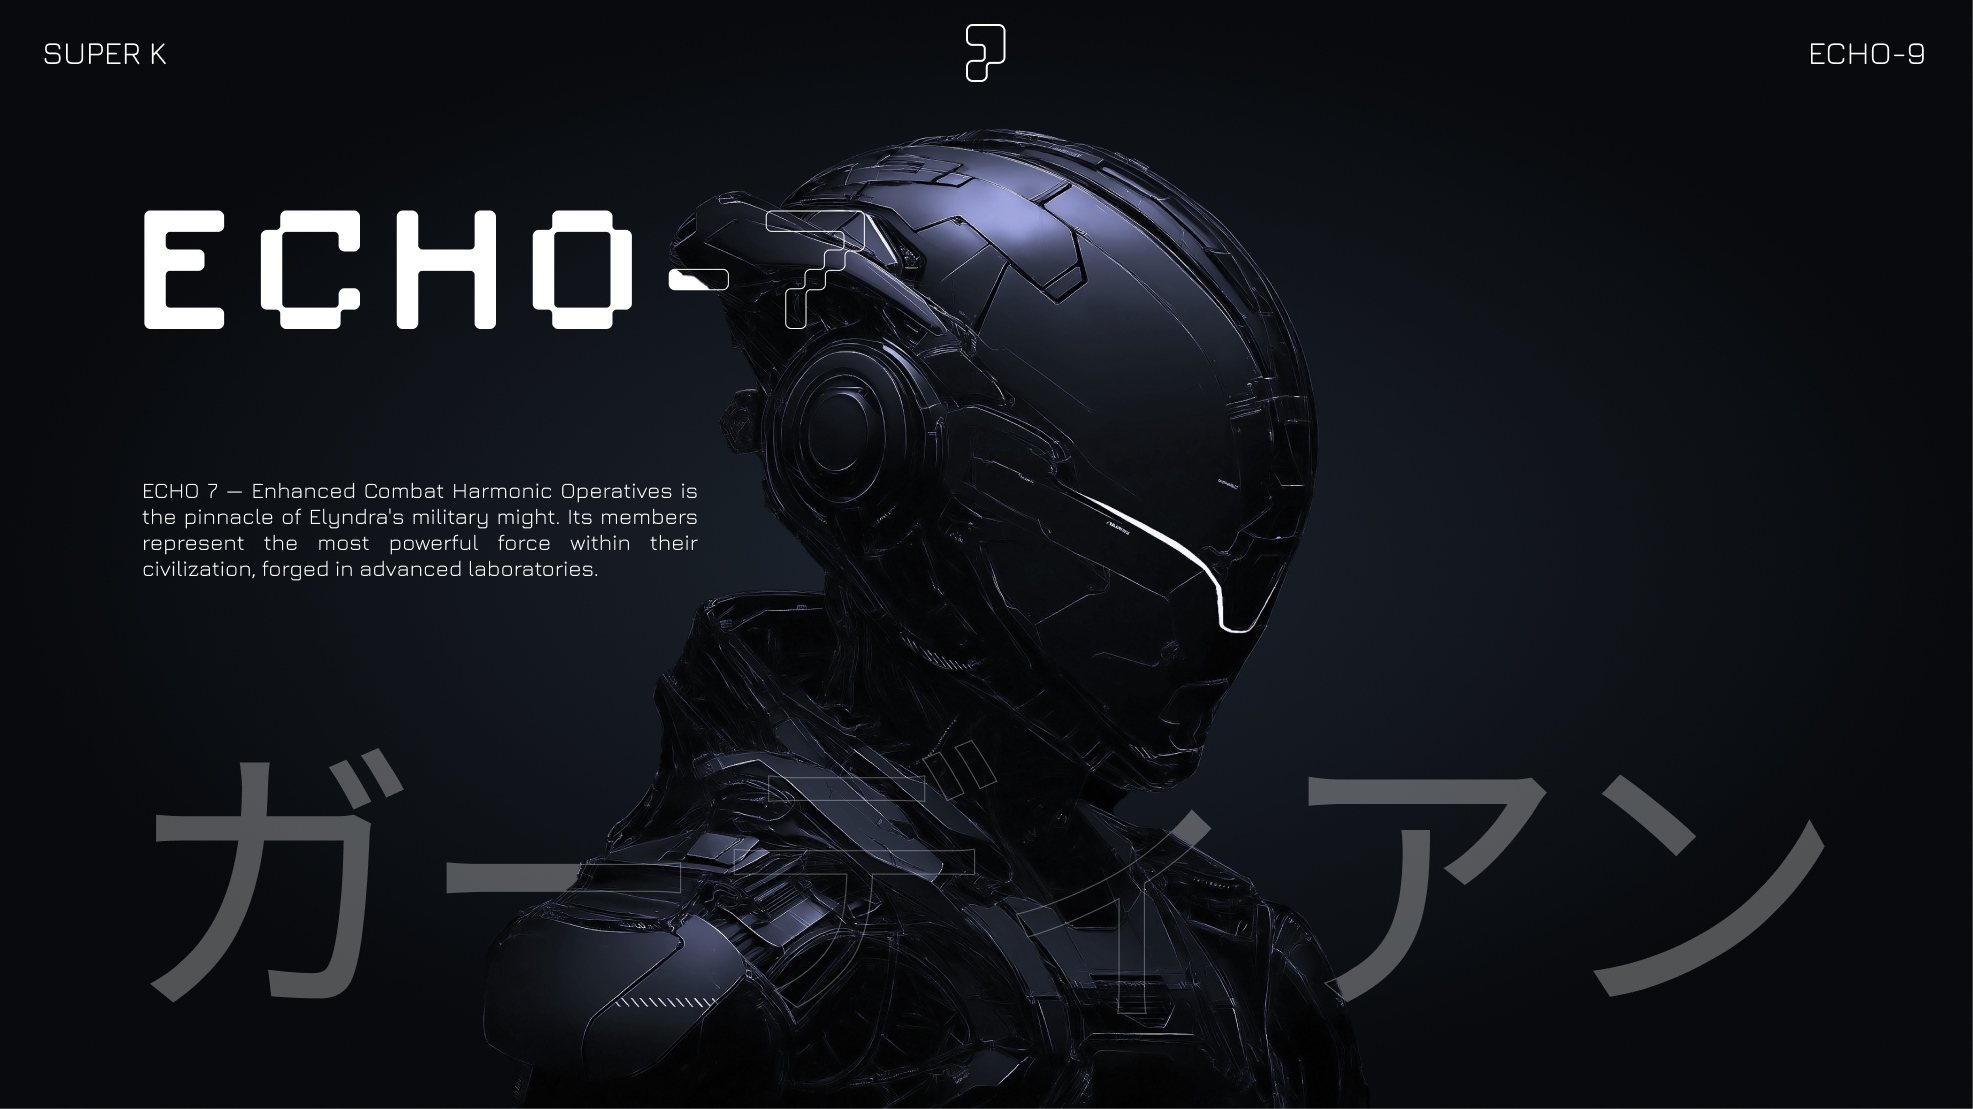 SUPER K
ECHO-9
ECHO-7
ECHO 7 — Enhanced Combat Harmonic Operatives is
the pinnacle of Elyndra's military might. Its members
represent the most powerful force within their
civilization, forged in advanced laboratories.
ガーディアン